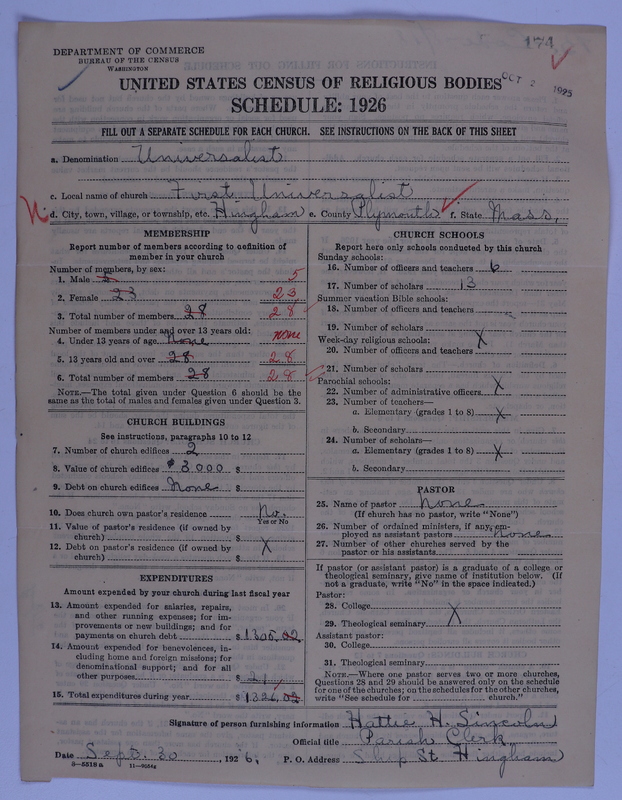 174
DEPARTMENT OF COMMERCE
BUREAU OF THE CENSUS
WASHINGTON
OCT 2 1925
UNITED STATES CENSUS OF RELIGIOUS BODIES
SCHEDULE: 1926
FILL OUT A SEPARATE SCHEDULE FOR EACH CHURCH. SEE INSTRUCTIONS ON THE BACK OF THIS SHEET
a. Denomination Universalist
c. Local name of church First Universalist
d. City, town, village, or township, etc. Hingham e. County Plymouth f. State Mass.
MEMBERSHIP
Report number of members according to definition of
member in your church
Number of members, by sex:
1. Male 5 5
2. Female 23 23
3. Total number of members 28 28
Number of members under and over 13 years old:
4. Under 13 years of age None none
5. 13 years old and over 28 28
6. Total number of members 28 28
NOTE.—The total given under Question 6 should be
same as the total of males and females given under Question 3.
CHURCH BUILDINGS
See instructions, paragraphs 10 to 12
7. Number of church edifices 2
8. Value of church edifices $3000 $
9. Debt on church edifices None $
10. Does church own pastor's residence No.
Yes or No
11. Value of pastor's residence (if owned by
church) $
12. Debt on pastor's residence (if owned by X
church) $
EXPENDITURES
Amount expended by your church during last fiscal year
13. Amount expended for salaries, repairs,
and other running expenses; for im-
provements or new buildings; and for
payments on church debt $1305.02
14. Amount expended for benevolences, in-
cluding home and foreign missions; for
denominational support; and for all
other purposes $21
15. Total expenditures during year $1326.02
CHURCH SCHOOLS
Report here only schools conducted by this church
Sunday schools:
16. Number of officers and teachers 6
17. Number of scholars 13
Summer vacation Bible schools:
18. Number of officers and teachers
19. Number of scholars
Week-day religious schools: X
20. Number of officers and teachers
21. Number of scholars
Parochial schools:
22. Number of administrative officers X
23. Number of teachers—
a. Elementary (grades 1 to 8) X
b. Secondary
24. Number of scholars—
a. Elementary (grades 1 to 8) X
b. Secondary
PASTOR
25. Name of pastor None
(If church has no pastor, write "None")
26. Number of ordained ministers, if any, em-
ployed as assistant pastors None
27. Number of other churches served by the
pastor or his assistants
If pastor (or assistant pastor) is a graduate of a college or
theological seminary, give name of institution below. (If
not a graduate, write "No" in the space indicated.)
Pastor:
28. College X
29. Theological seminary
Assistant pastor:
30. College
31. Theological seminary
NOTE.—Where one pastor serves two or more churches,
Questions 28 and 29 should be answered only on the schedule
for one of the churches; on the schedules for the other churches,
write "See schedule for church."
Signature of person furnishing information Hattie H. Lincoln
Official title Parish Clerk
Date Sept. 30, 1926. P. O. Address Ship St. Hingham
8—5518a